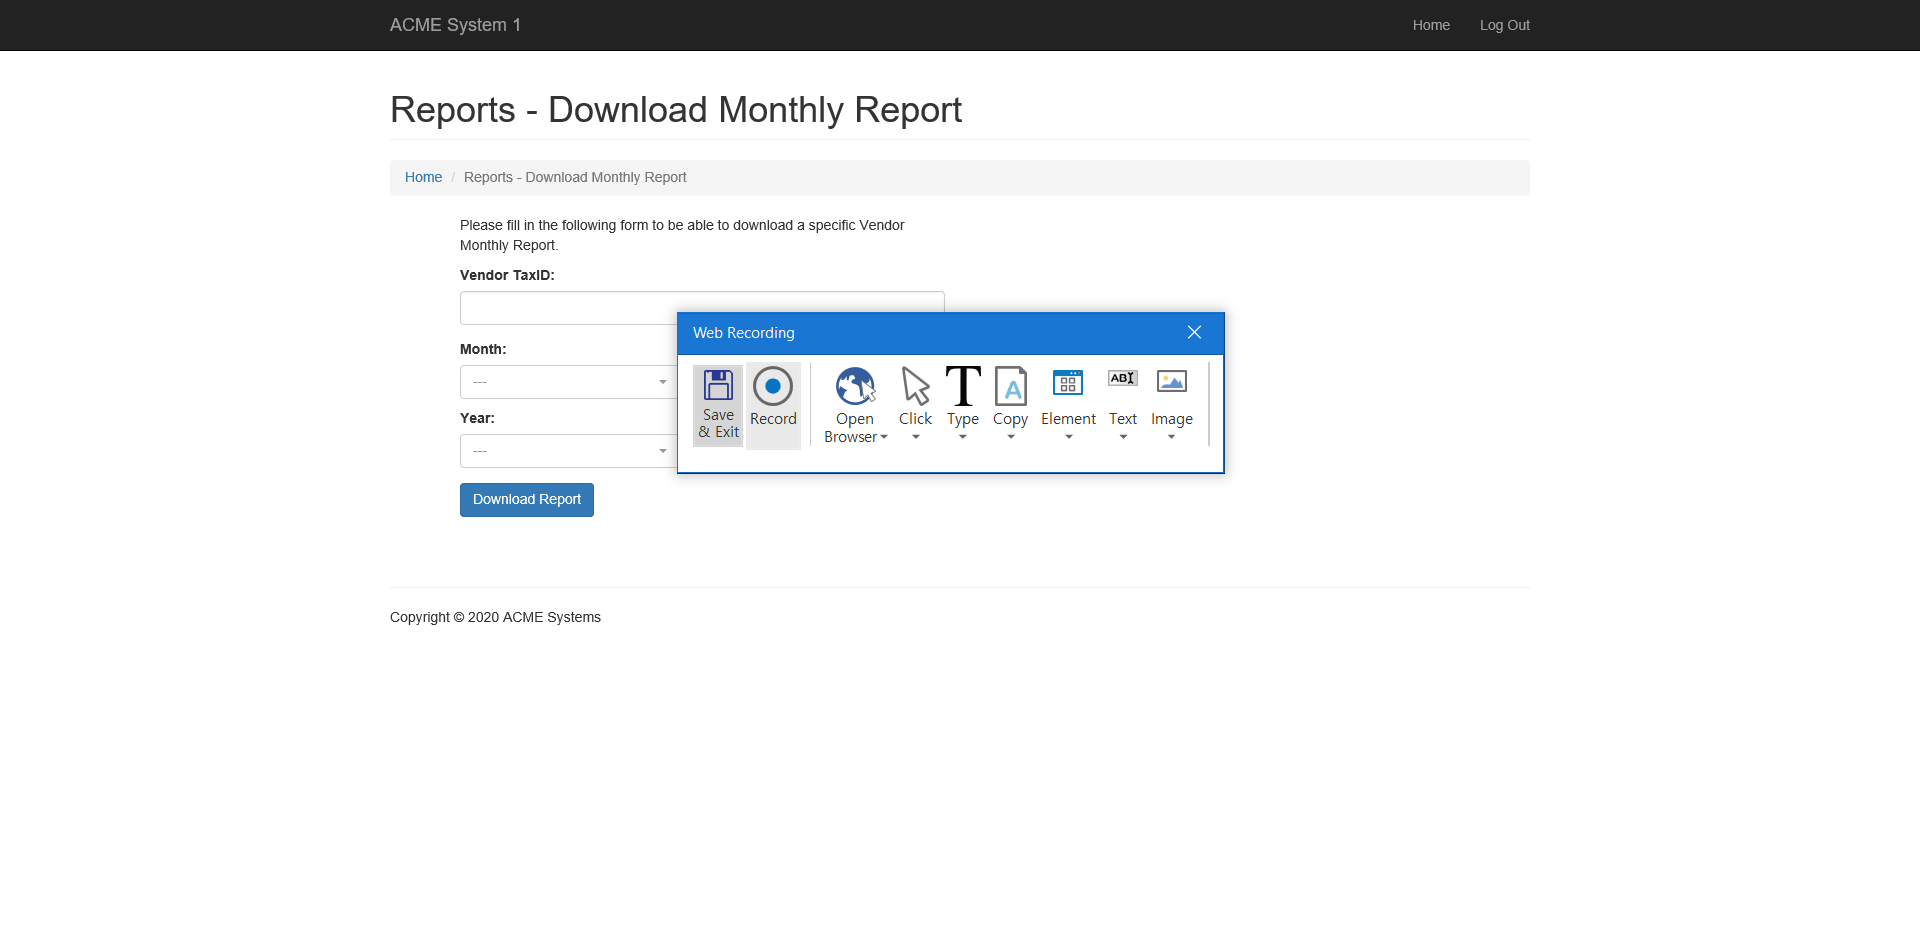 ACME System 1
Home
Log Out
Reports - Download Monthly Report
Home / Reports - Download Monthly Report
Please fill in the following form to be able to download a specific Vendor
Monthly Report.
Vendor TaxID:
Month:
---
Year:
---
Download Report
Web Recording
Save
& Exit
Record
Open
Browser
Click
T
Type
A
Copy
Element
AB
Text
Image
Copyright © 2020 ACME Systems